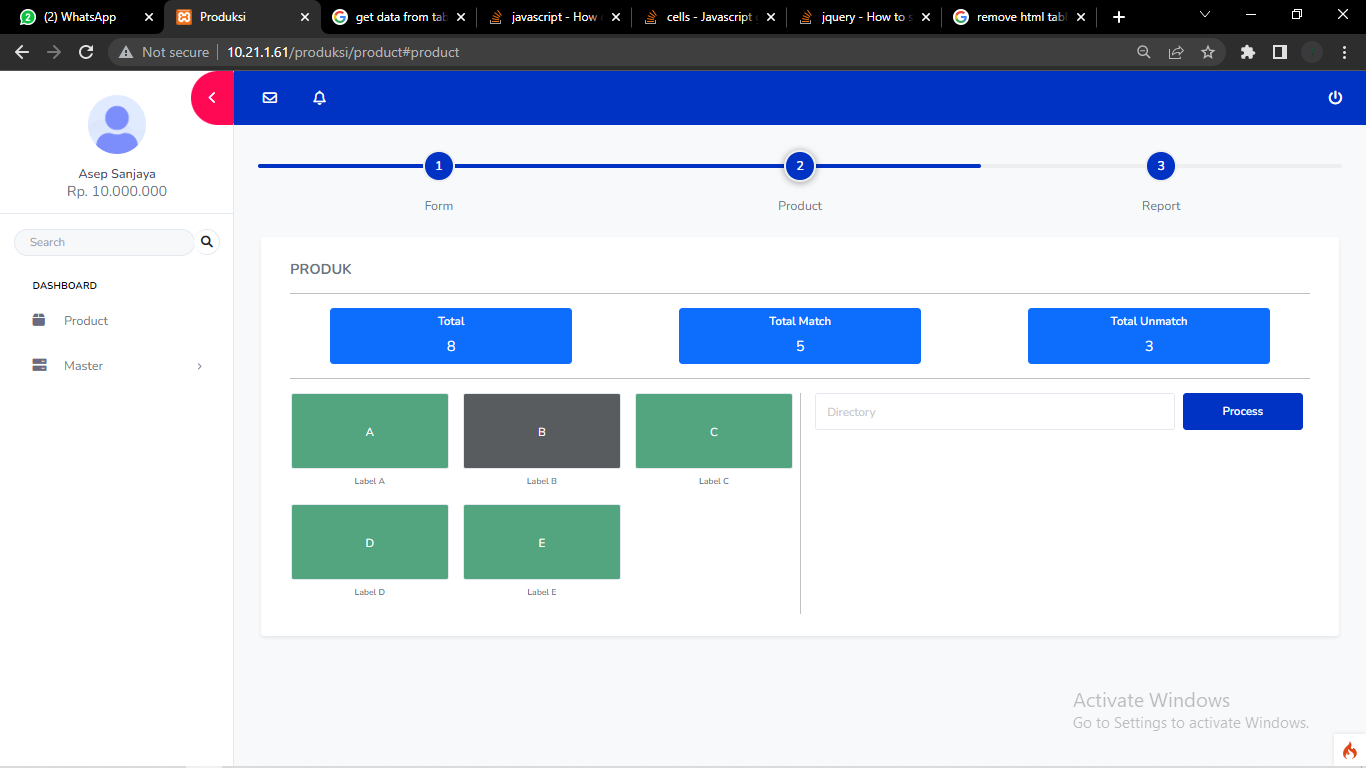 (2) WhatsApp
Produksi
get data from tab
javascript - How
cells - Javascript
jquery - How to s
remove html tabl
Not secure
10.21.1.61/produksi/product#product
Asep Sanjaya
Rp. 10.000.000
Search
DASHBOARD
Product
Master
1
2
3
Form
Product
Report
PRODUK
Total
8
Total Match
5
Total Unmatch
3
A
B
C
Label A
Label B
Label C
D
E
Label D
Label E
Directory
Process
Activate Windows
Go to Settings to activate Windows.